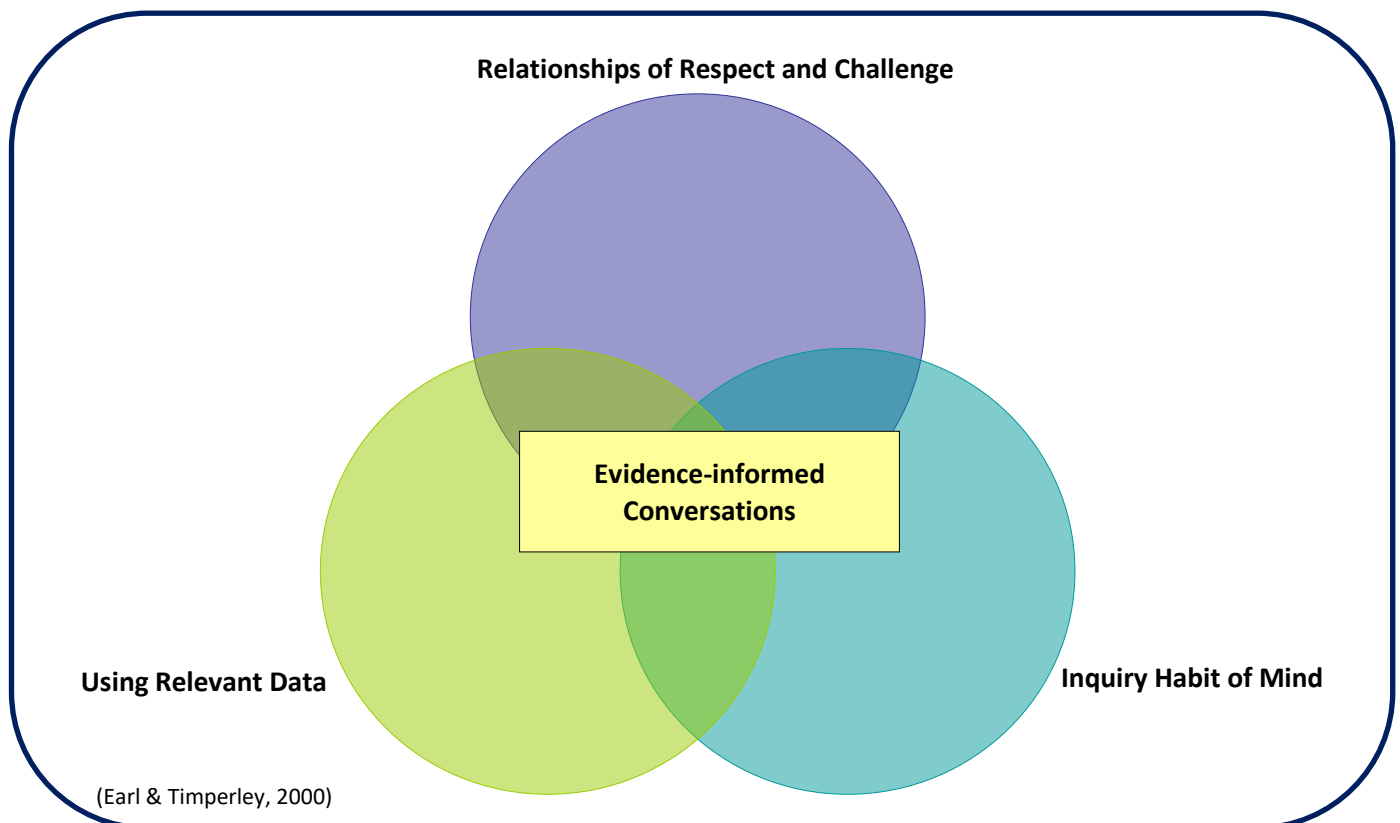 Relationships of Respect and Challenge
Evidence-informed
Conversations
Using Relevant Data
Inquiry Habit of Mind
(Earl & Timperley, 2000)